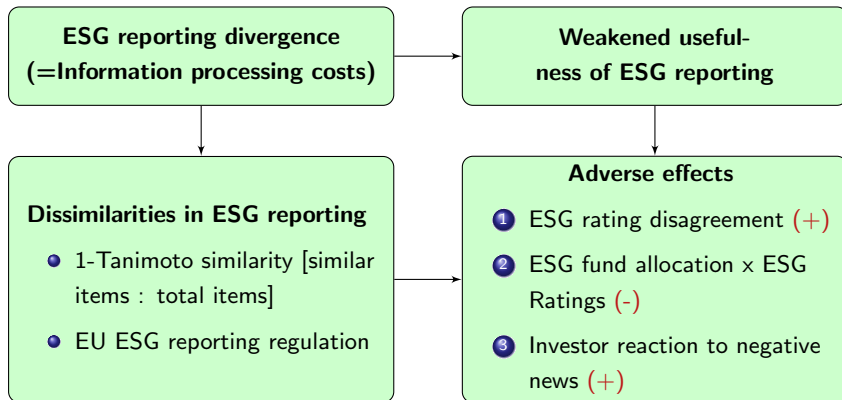 ESG reporting divergence
(=Information processing costs)
Weakened useful-
ness of ESG reporting
Dissimilarities in ESG reporting
1-Tanimoto similarity [similar
items : total items]
EU ESG reporting regulation
Adverse effects
1 ESG rating disagreement (+)
2 ESG fund allocation x ESG
Ratings (-)
3 Investor reaction to negative
news (+)